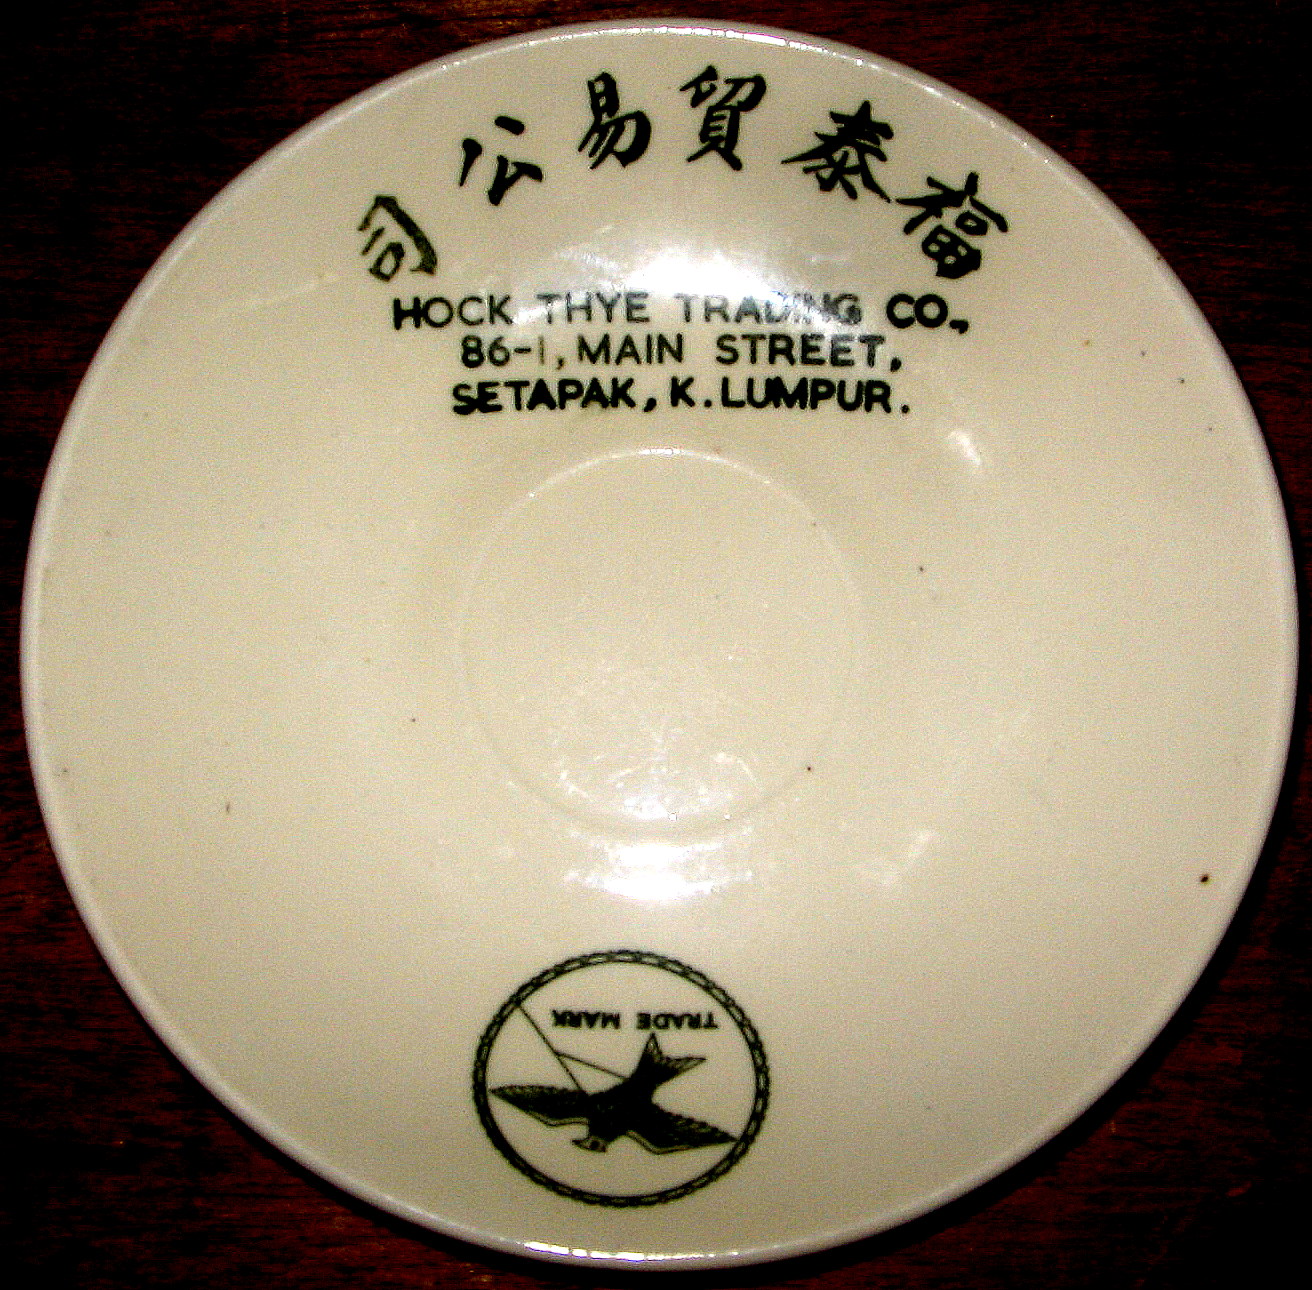 福泰貿易公司
HOCK THYE TRADING CO.,
86-1, MAIN STREET,
SETAPAK, K. LUMPUR.
TRADE MARK